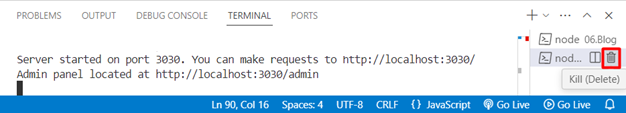 PROBLEMS OUTPUT DEBUG CONSOLE TERMINAL PORTS
node 06.Blog
nod...
Kill (Delete)
Server started on port 3030. You can make requests to http://localhost:3030/
Admin panel located at http://localhost:3030/admin
Ln 90, Col 16 Spaces: 4 UTF-8 CRLF {} JavaScript Go Live Go Live